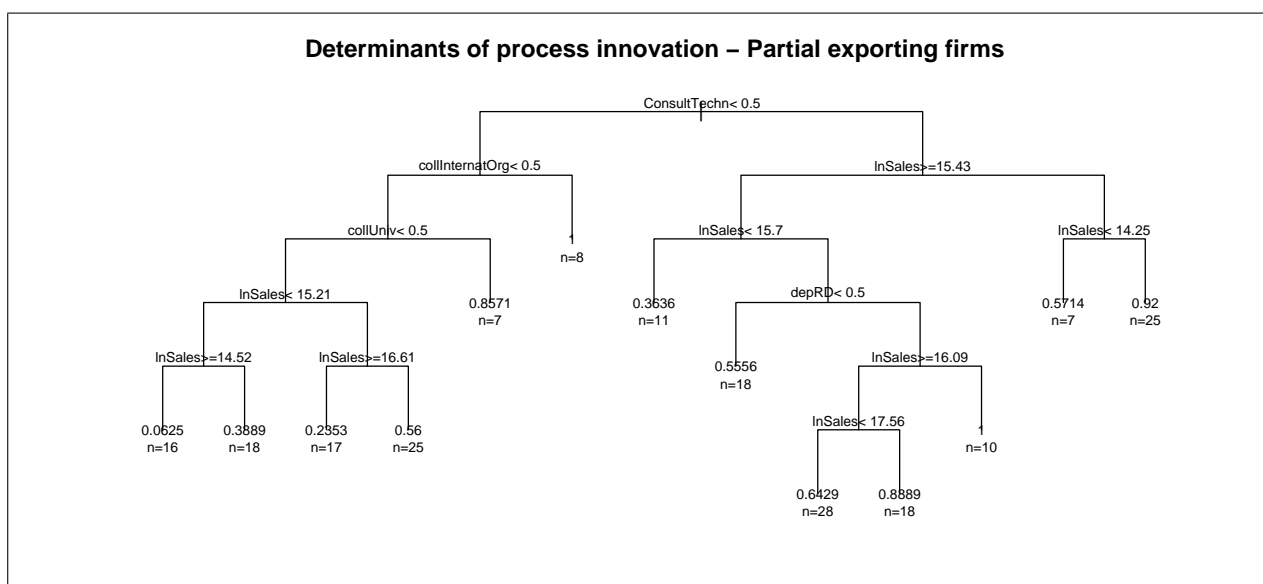 Determinants of process innovation – Partial exporting firms
ConsultTechn< 0.5
collInternatOrg< 0.5
lnSales>=15.43
collUniv< 0.5
1
n=8
lnSales< 15.7
lnSales< 14.25
lnSales< 15.21
0.8571
n=7
0.3636
n=11
depRD< 0.5
0.5714
n=7
0.92
n=25
lnSales>=14.52
lnSales>=16.61
0.5556
n=18
lnSales>=16.09
0.0625
n=16
0.3889
n=18
0.2353
n=17
0.56
n=25
lnSales< 17.56
1
n=10
0.6429
n=28
0.8889
n=18